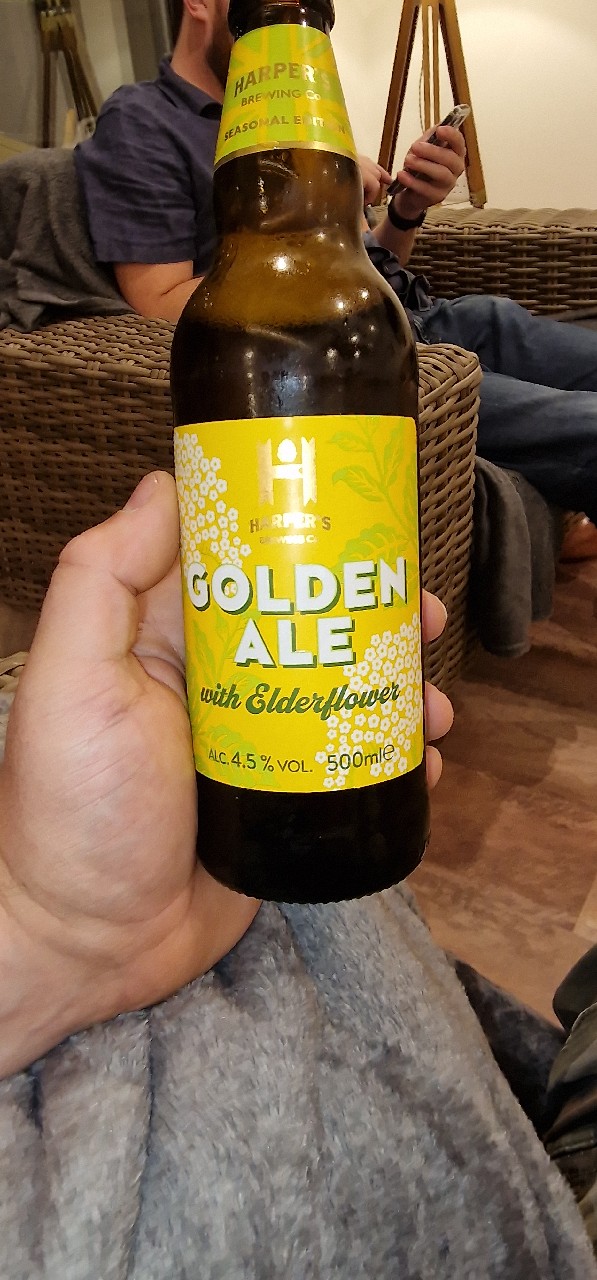 HARPER'S
BREWING Co
SEASONAL EDITION
H
HARPER'S
BREWING Co
GOLDEN
ALE
with Elderflower
ALC. 4.5 % VOL. 500ml℮